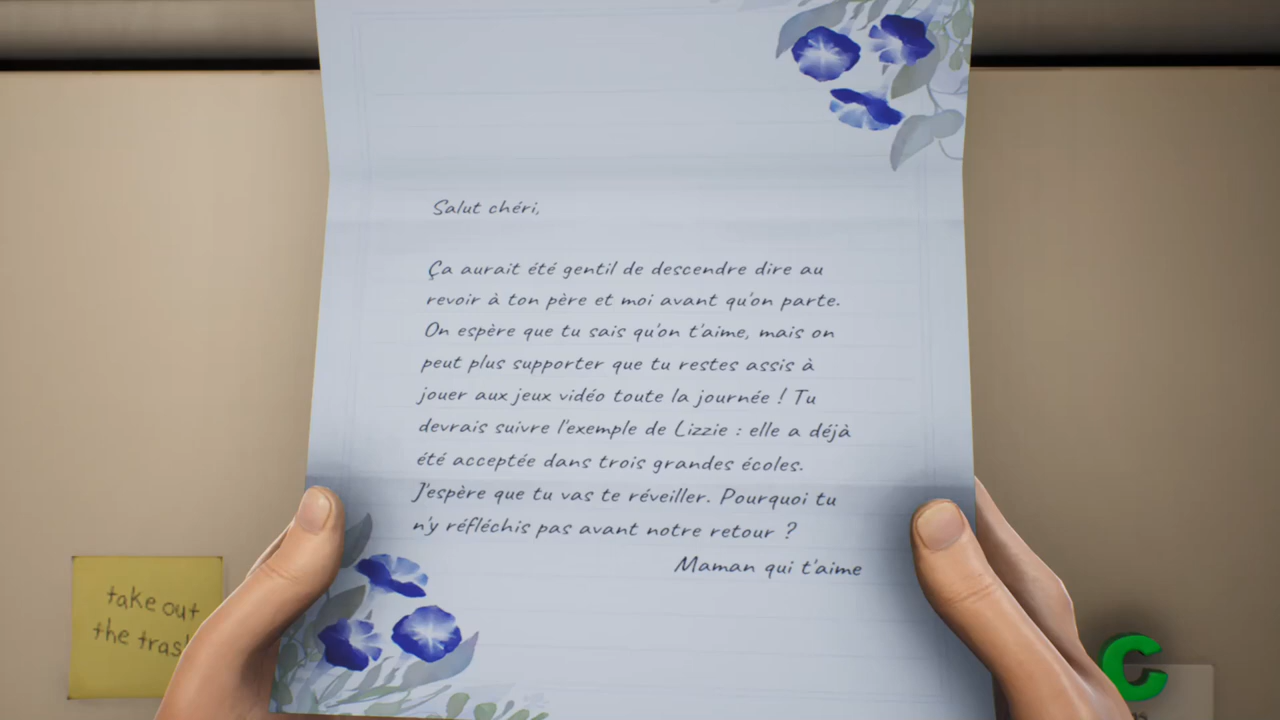 Salut chéri,
Ça aurait été gentil de descendre dire au
revoir à ton père et moi avant qu'on parte.
On espère que tu sais qu'on t'aime, mais on
peut plus supporter que tu restes assis à
jouer aux jeux vidéo toute la journée ! Tu
devrais suivre l'exemple de Lizzie : elle a déjà
été acceptée dans trois grandes écoles.
J'espère que tu vas te réveiller. Pourquoi tu
n'y réfléchis pas avant notre retour ?
Maman qui t'aime
take out
the tras
C